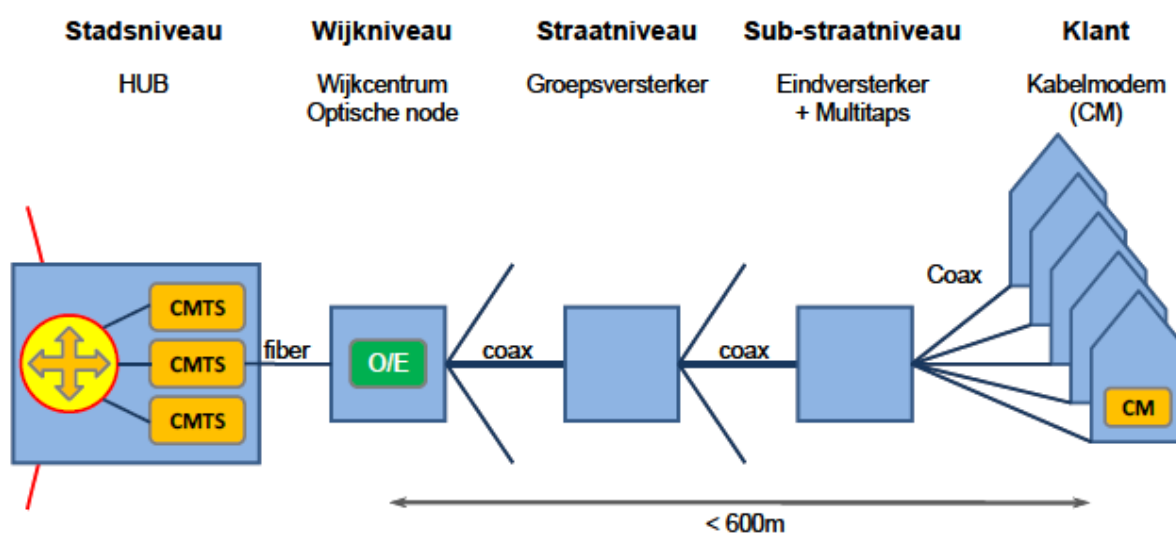 Stadsniveau
HUB
Wijkniveau
Wijkcentrum
Optische node
Straatniveau
Groepsversterker
Sub-straatniveau
Eindversterker
+ Multitaps
Klant
Kabelmodem
(CM)
CMTS
CMTS
CMTS
fiber
O/E
coax
coax
Coax
CM
< 600m